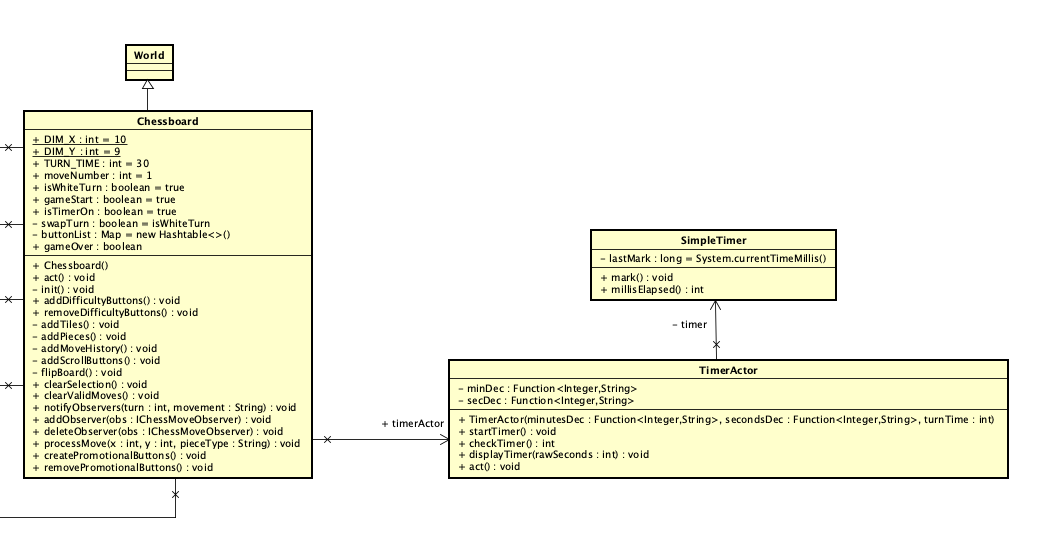 World
Chessboard
+ DIM_X : int = 10
+ DIM_Y : int = 9
+ TURN_TIME : int = 30
+ moveNumber : int = 1
+ isWhiteTurn : boolean = true
+ gameStart : boolean = true
+ isTimerOn : boolean = true
- swapTurn : boolean = isWhiteTurn
- buttonList : Map = new Hashtable<>()
+ gameOver : boolean
+ Chessboard()
+ act() : void
- init() : void
+ addDifficultyButtons() : void
+ removeDifficultyButtons() : void
- addTiles() : void
- addPieces() : void
- addMoveHistory() : void
- addScrollButtons() : void
- flipBoard() : void
+ clearSelection() : void
+ clearValidMoves() : void
+ notifyObservers(turn : int, movement : String) : void
+ addObserver(obs : IChessMoveObserver) : void
+ deleteObserver(obs : IChessMoveObserver) : void
+ processMove(x : int, y : int, pieceType : String) : void
+ createPromotionalButtons() : void
+ removePromotionalButtons() : void
SimpleTimer
- lastMark : long = System.currentTimeMillis()
+ mark() : void
+ millisElapsed() : int
- timer
+ timerActor
TimerActor
- minDec : Function<Integer,String>
- secDec : Function<Integer,String>
+ TimerActor(minutesDec : Function<Integer,String>, secondsDec : Function<Integer,String>, turnTime : int)
+ startTimer() : void
+ checkTimer() : int
+ displayTimer(rawSeconds : int) : void
+ act() : void